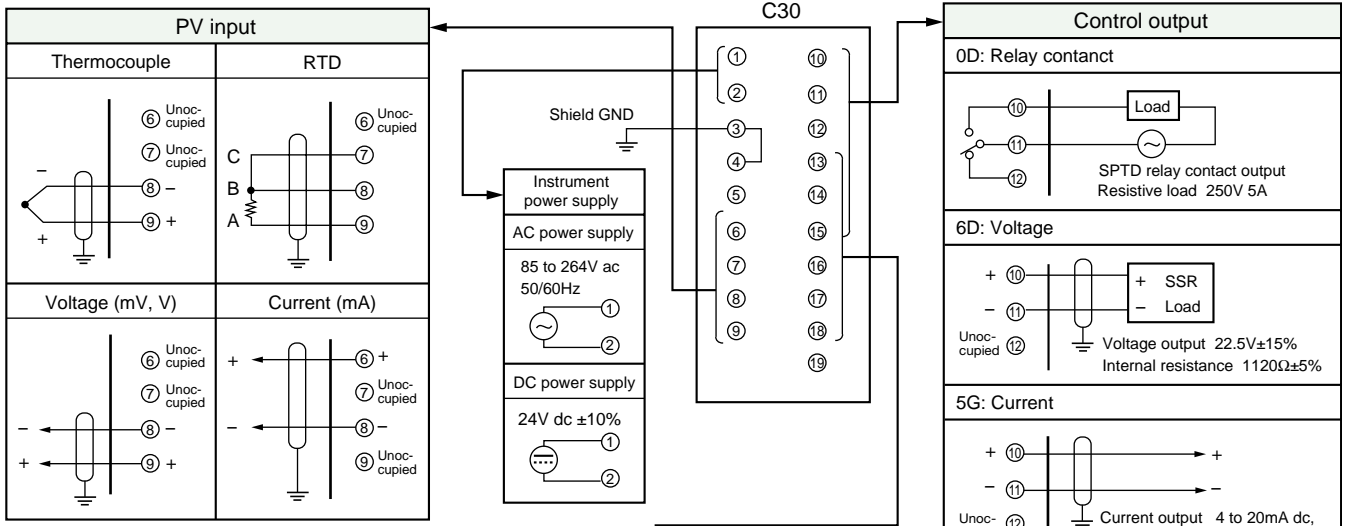 PV input
Thermocouple
RTD
⑥ Unoc-
cupied
⑦ Unoc-
cupied
−
⑧ −
⑨ +
+
⑥ Unoc-
cupied
C ⑦
B ⑧
A ⑨
Voltage (mV, V)
Current (mA)
⑥ Unoc-
cupied
⑦ Unoc-
cupied
− ⑧ −
+ ⑨ +
+ ⑥ +
⑦ Unoc-
cupied
− ⑧ −
⑨ Unoc-
cupied
Shield GND
Instrument
power supply
AC power supply
85 to 264V ac
50/60Hz
①
②
DC power supply
24V dc ±10%
①
②
C30
① ⑩
② ⑪
③ ⑫
④ ⑬
⑤ ⑭
⑥ ⑮
⑦ ⑯
⑧ ⑰
⑨ ⑱
⑲
Control output
0D: Relay contanct
⑩ Load
⑪
⑫
SPTD relay contact output
Resistive load 250V 5A
6D: Voltage
+ ⑩ + SSR
− ⑪ − Load
Unoc-
cupied ⑫
Voltage output 22.5V±15%
Internal resistance 1120Ω±5%
5G: Current
+ ⑩ +
− ⑪ −
Unoc- ⑫
Current output 4 to 20mA dc,